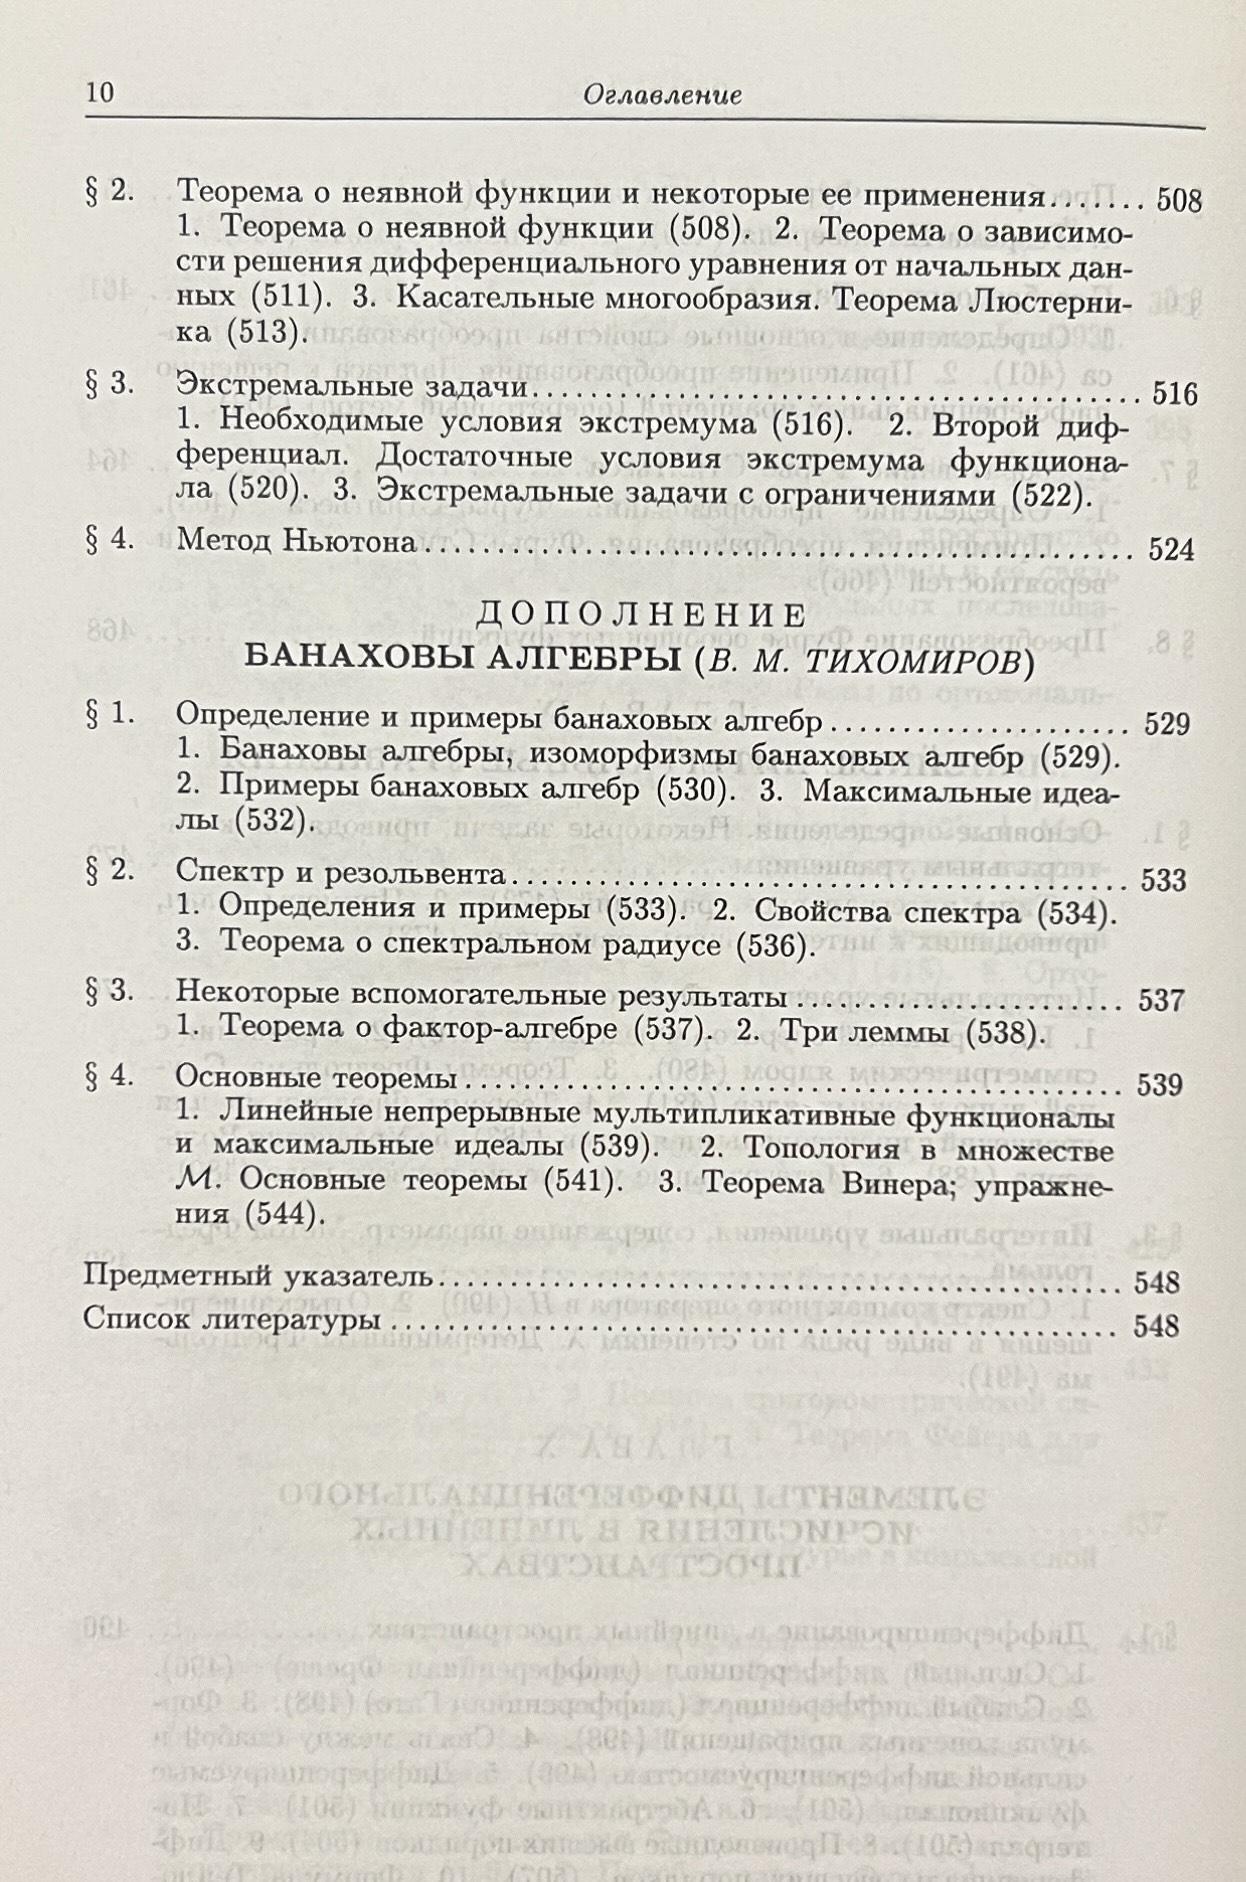 10 Оглавление
§ 2. Теорема о неявной функции и некоторые ее применения....... 508
1. Теорема о неявной функции (508). 2. Теорема о зависимо-
сти решения дифференциального уравнения от начальных дан-
ных (511). 3. Касательные многообразия. Теорема Люстерни-
ка (513).
§ 3. Экстремальные задачи........................................... 516
1. Необходимые условия экстремума (516). 2. Второй диф-
ференциал. Достаточные условия экстремума функциона-
ла (520). 3. Экстремальные задачи с ограничениями (522).
§ 4. Метод Ньютона.................................................. 524
ДОПОЛНЕНИЕ
БАНАХОВЫ АЛГЕБРЫ (В. М. ТИХОМИРОВ)
§ 1. Определение и примеры банаховых алгебр..................... 529
1. Банаховы алгебры, изоморфизмы банаховых алгебр (529).
2. Примеры банаховых алгебр (530). 3. Максимальные идеа-
лы (532).
§ 2. Спектр и резольвента........................................... 533
1. Определения и примеры (533). 2. Свойства спектра (534).
3. Теорема о спектральном радиусе (536).
§ 3. Некоторые вспомогательные результаты....................... 537
1. Теорема о фактор-алгебре (537). 2. Три леммы (538).
§ 4. Основные теоремы.............................................. 539
1. Линейные непрерывные мультипликативные функционалы
и максимальные идеалы (539). 2. Топология в множестве
ℳ. Основные теоремы (541). 3. Теорема Винера; упражне-
ния (544).
Предметный указатель................................................ 548
Список литературы.................................................... 548